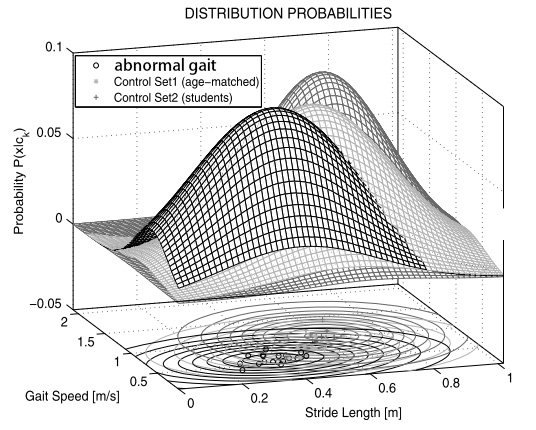 DISTRIBUTION PROBABILITIES
0.1
abnormal gait
Control Set1 (age−matched)
Control Set2 (students)
0.05
Probability P(x|c_k)
0
−0.05
2
1.5
1
0.5
0
Gait Speed [m/s]
0.2
0.4
0.6
0.8
1
Stride Length [m]